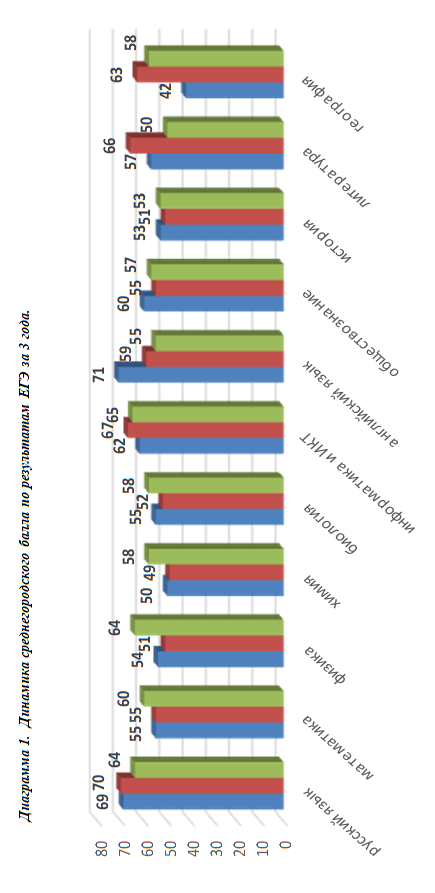 Диаграмма 1. Динамика среднегородского балла по результатам ЕГЭ за 3 года.
80
70
60
50
40
30
20
10
0
69 70 64
55 55 60
54 51 64
50 49 58
55 52 58
62 67 65
71 59 55
60 55 57
53 51 53
57 66 50
42 63 58
русский язык
математика
физика
химия
биология
информатика и ИКТ
английский язык
обществознание
история
литература
география